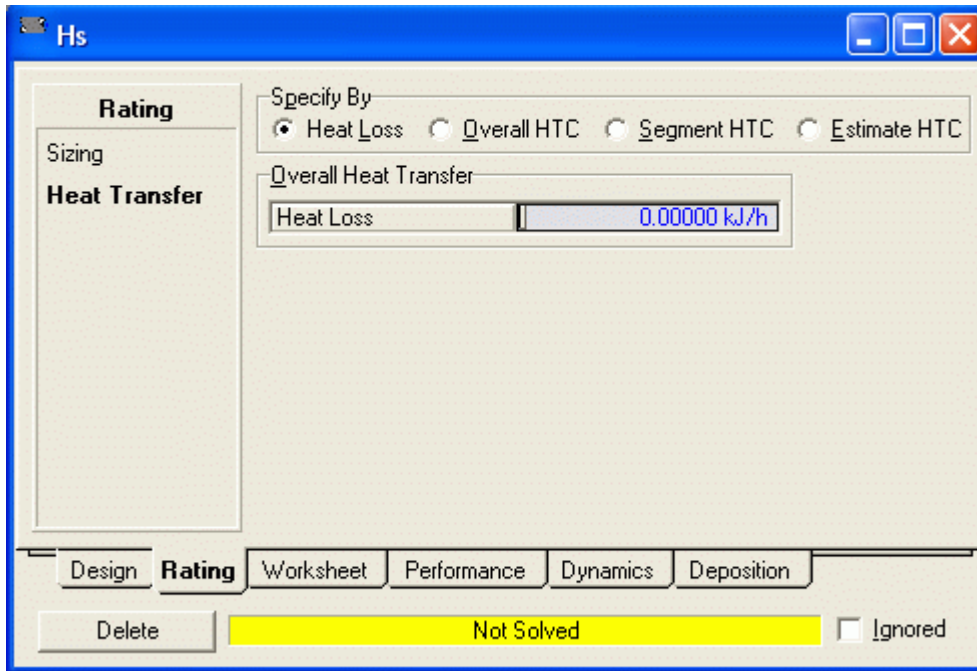 Hs
Rating
Sizing
Heat Transfer
Specify By
Heat Loss Overall HTC Segment HTC Estimate HTC
Overall Heat Transfer
Heat Loss 0.00000 kJ/h
Design Rating Worksheet Performance Dynamics Deposition
Delete Not Solved Ignored